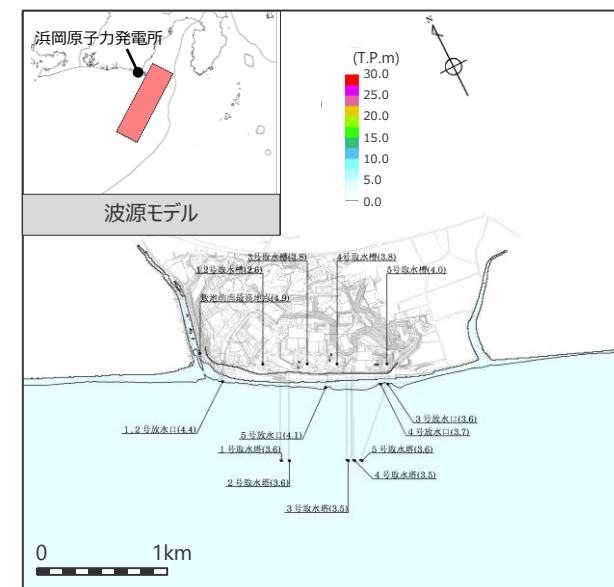 浜岡原子力発電所
波源モデル
N
(T.P.m)
30.0
25.0
20.0
15.0
10.0
5.0
0.0
3号取水槽(3.8)
4号取水槽(3.8)
1,2号取水槽(2.6)
5号取水槽(4.0)
敷地前面最高地点(4.9)
1,2号放水口(4.4)
5号放水口(4.1)
3号放水口(3.6)
4号放水口(3.7)
1号取水塔(3.6)
5号取水塔(3.6)
2号取水塔(3.6)
4号取水塔(3.5)
3号取水塔(3.5)
0 1km